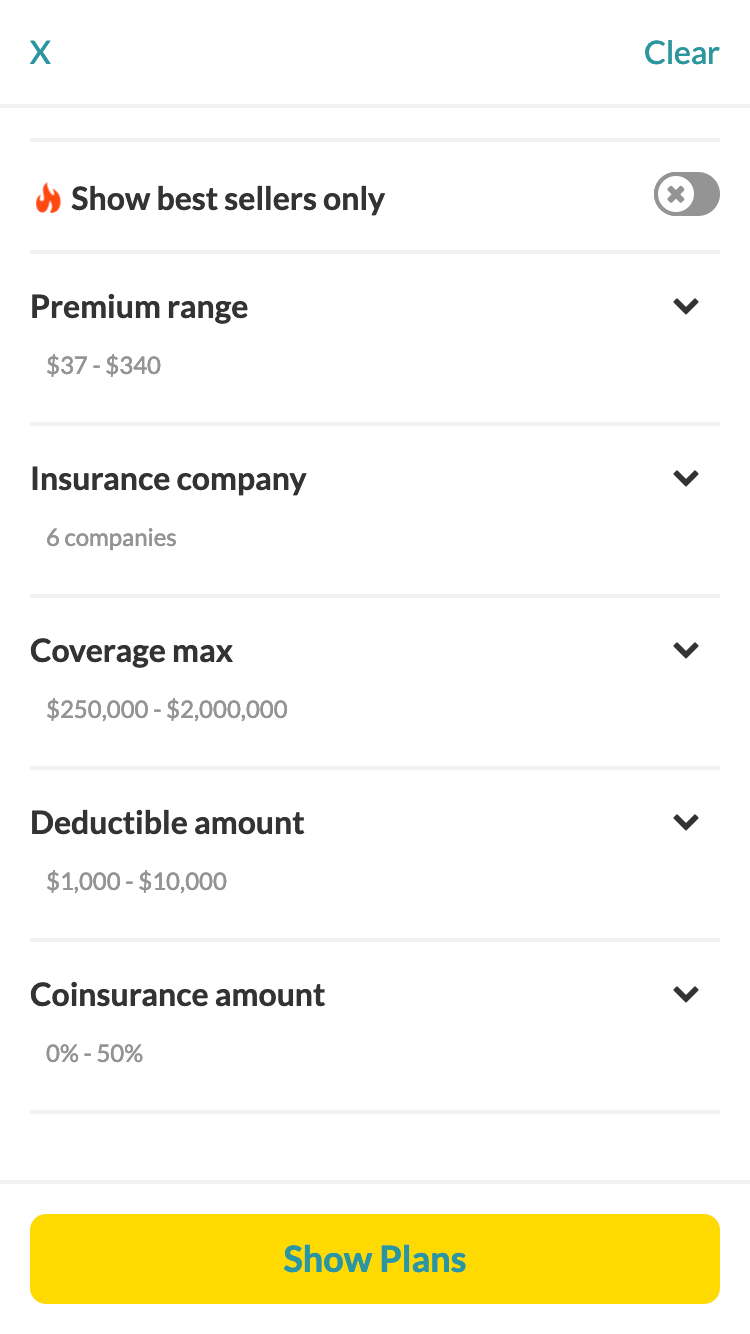 X
Clear
Show best sellers only
Premium range
$37 - $340
Insurance company
6 companies
Coverage max
$250,000 - $2,000,000
Deductible amount
$1,000 - $10,000
Coinsurance amount
0% - 50%
Show Plans